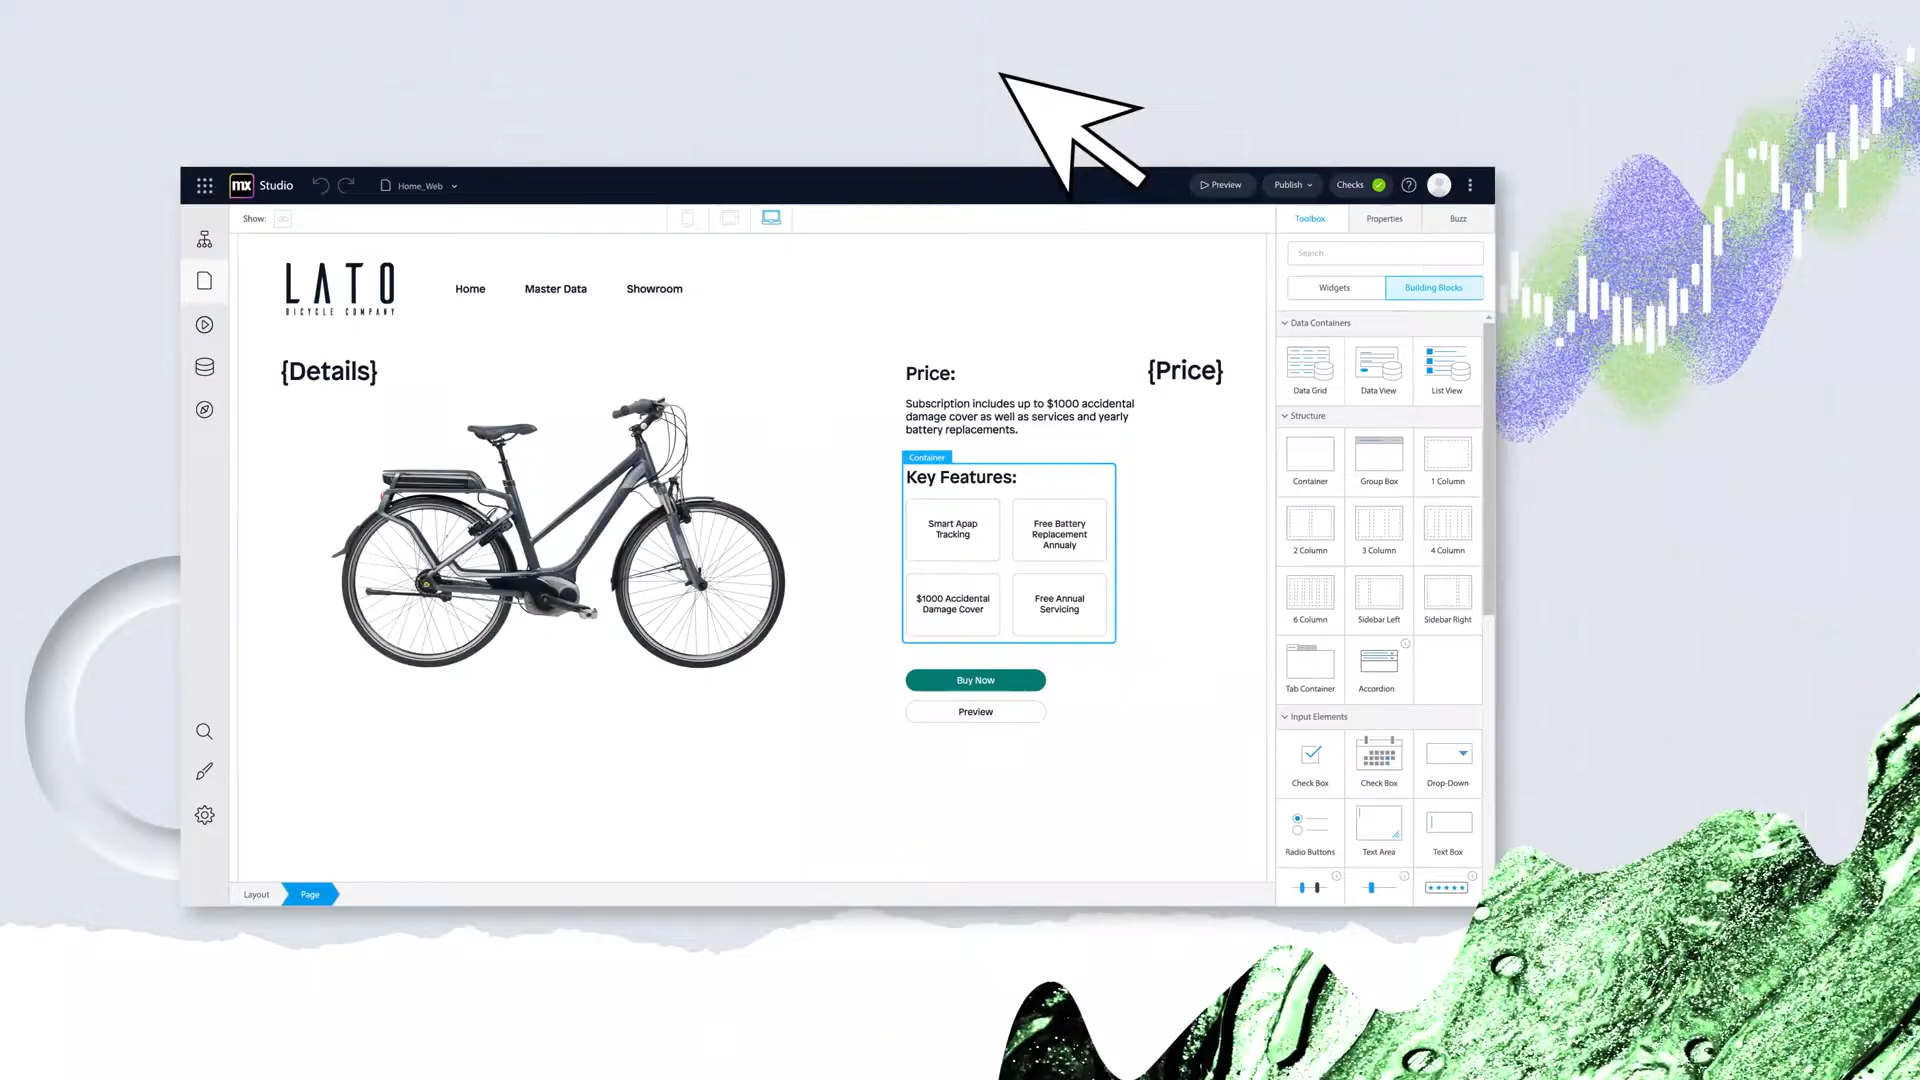 mx Studio
Home_Web
Preview
Publish
Checks
?
Show:
Toolbox
Properties
Buzz
Search
Widgets
Building Blocks
LATO
BICYCLE COMPANY
Home
Master Data
Showroom
{Details}
Price:
{Price}
Subscription includes up to $1000 accidental
damage cover as well as services and yearly
battery replacements.
Container
Key Features:
Smart Apap
Tracking
Free Battery
Replacement
Annualy
$1000 Accidental
Damage Cover
Free Annual
Servicing
Buy Now
Preview
Data Containers
Data Grid
Data View
List View
Structure
Container
Group Box
1 Column
2 Column
3 Column
4 Column
6 Column
Sidebar Left
Sidebar Right
Tab Container
Accordion
Input Elements
Check Box
Check Box
Drop-Down
Radio Buttons
Text Area
Text Box
Layout
Page